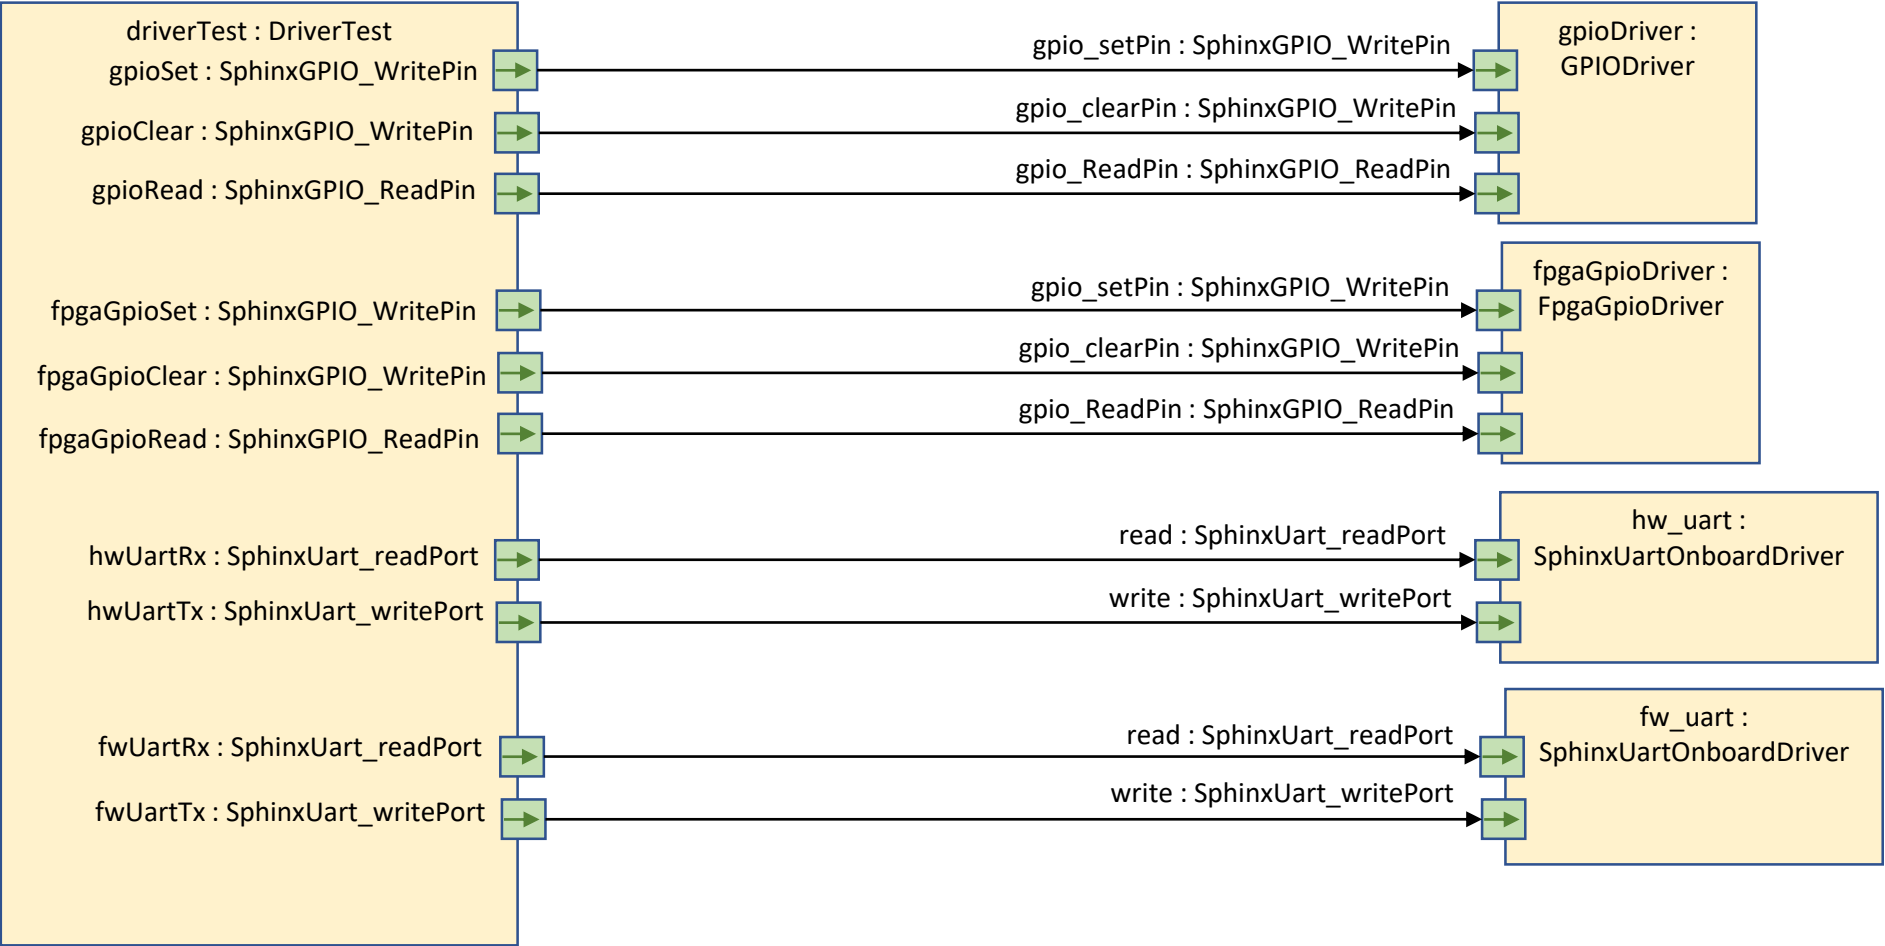 driverTest : DriverTest
gpioSet : SphinxGPIO_WritePin
gpioClear : SphinxGPIO_WritePin
gpioRead : SphinxGPIO_ReadPin
fpgaGpioSet : SphinxGPIO_WritePin
fpgaGpioClear : SphinxGPIO_WritePin
fpgaGpioRead : SphinxGPIO_ReadPin
hwUartRx : SphinxUart_readPort
hwUartTx : SphinxUart_writePort
fwUartRx : SphinxUart_readPort
fwUartTx : SphinxUart_writePort
gpio_setPin : SphinxGPIO_WritePin
gpio_clearPin : SphinxGPIO_WritePin
gpio_ReadPin : SphinxGPIO_ReadPin
gpioDriver :
GPIODriver
gpio_setPin : SphinxGPIO_WritePin
gpio_clearPin : SphinxGPIO_WritePin
gpio_ReadPin : SphinxGPIO_ReadPin
fpgaGpioDriver :
FpgaGpioDriver
read : SphinxUart_readPort
write : SphinxUart_writePort
hw_uart :
SphinxUartOnboardDriver
read : SphinxUart_readPort
write : SphinxUart_writePort
fw_uart :
SphinxUartOnboardDriver